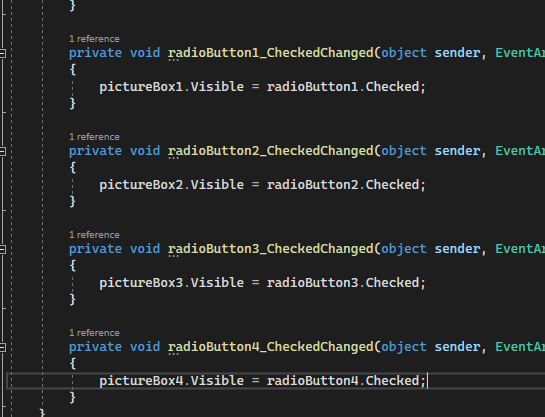 }
1 reference
private void radioButton1_CheckedChanged(object sender, EventAr
{
pictureBox1.Visible = radioButton1.Checked;
}
1 reference
private void radioButton2_CheckedChanged(object sender, EventAr
{
pictureBox2.Visible = radioButton2.Checked;
}
1 reference
private void radioButton3_CheckedChanged(object sender, EventAr
{
pictureBox3.Visible = radioButton3.Checked;
}
1 reference
private void radioButton4_CheckedChanged(object sender, EventAr
{
pictureBox4.Visible = radioButton4.Checked;
}
}